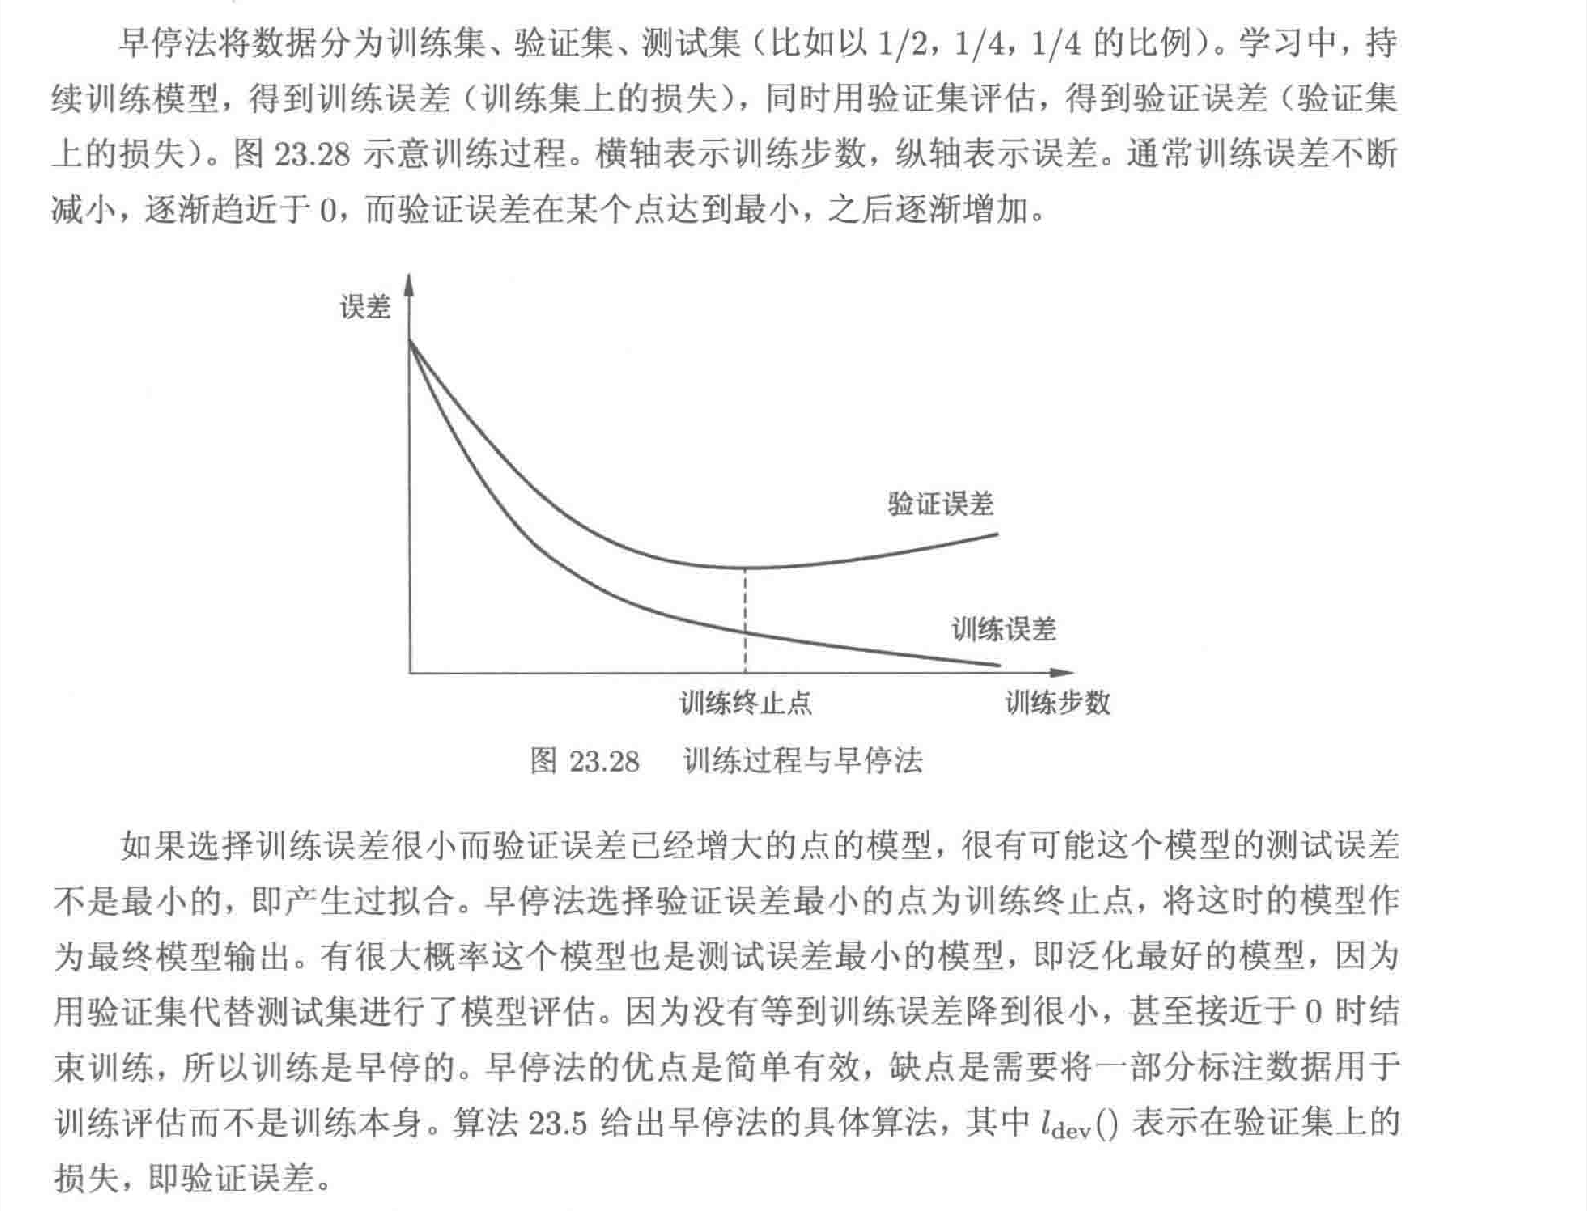 早停法将数据分为训练集、验证集、测试集（比如以 1/2，1/4，1/4 的比例）。学习中，持
续训练模型，得到训练误差（训练集上的损失），同时用验证集评估，得到验证误差（验证集
上的损失）。图 23.28 示意训练过程。横轴表示训练步数，纵轴表示误差。通常训练误差不断
减小，逐渐趋近于 0，而验证误差在某个点达到最小，之后逐渐增加。
误差
验证误差
训练误差
训练终止点
训练步数
图 23.28 训练过程与早停法
如果选择训练误差很小而验证误差已经增大的点的模型，很有可能这个模型的测试误差
不是最小的，即产生过拟合。早停法选择验证误差最小的点为训练终止点，将这时的模型作
为最终模型输出。有很大概率这个模型也是测试误差最小的模型，即泛化最好的模型，因为
用验证集代替测试集进行了模型评估。因为没有等到训练误差降到很小，甚至接近于 0 时结
束训练，所以训练是早停的。早停法的优点是简单有效，缺点是需要将一部分标注数据用于
训练评估而不是训练本身。算法 23.5 给出早停法的具体算法，其中 l_dev() 表示在验证集上的
损失，即验证误差。